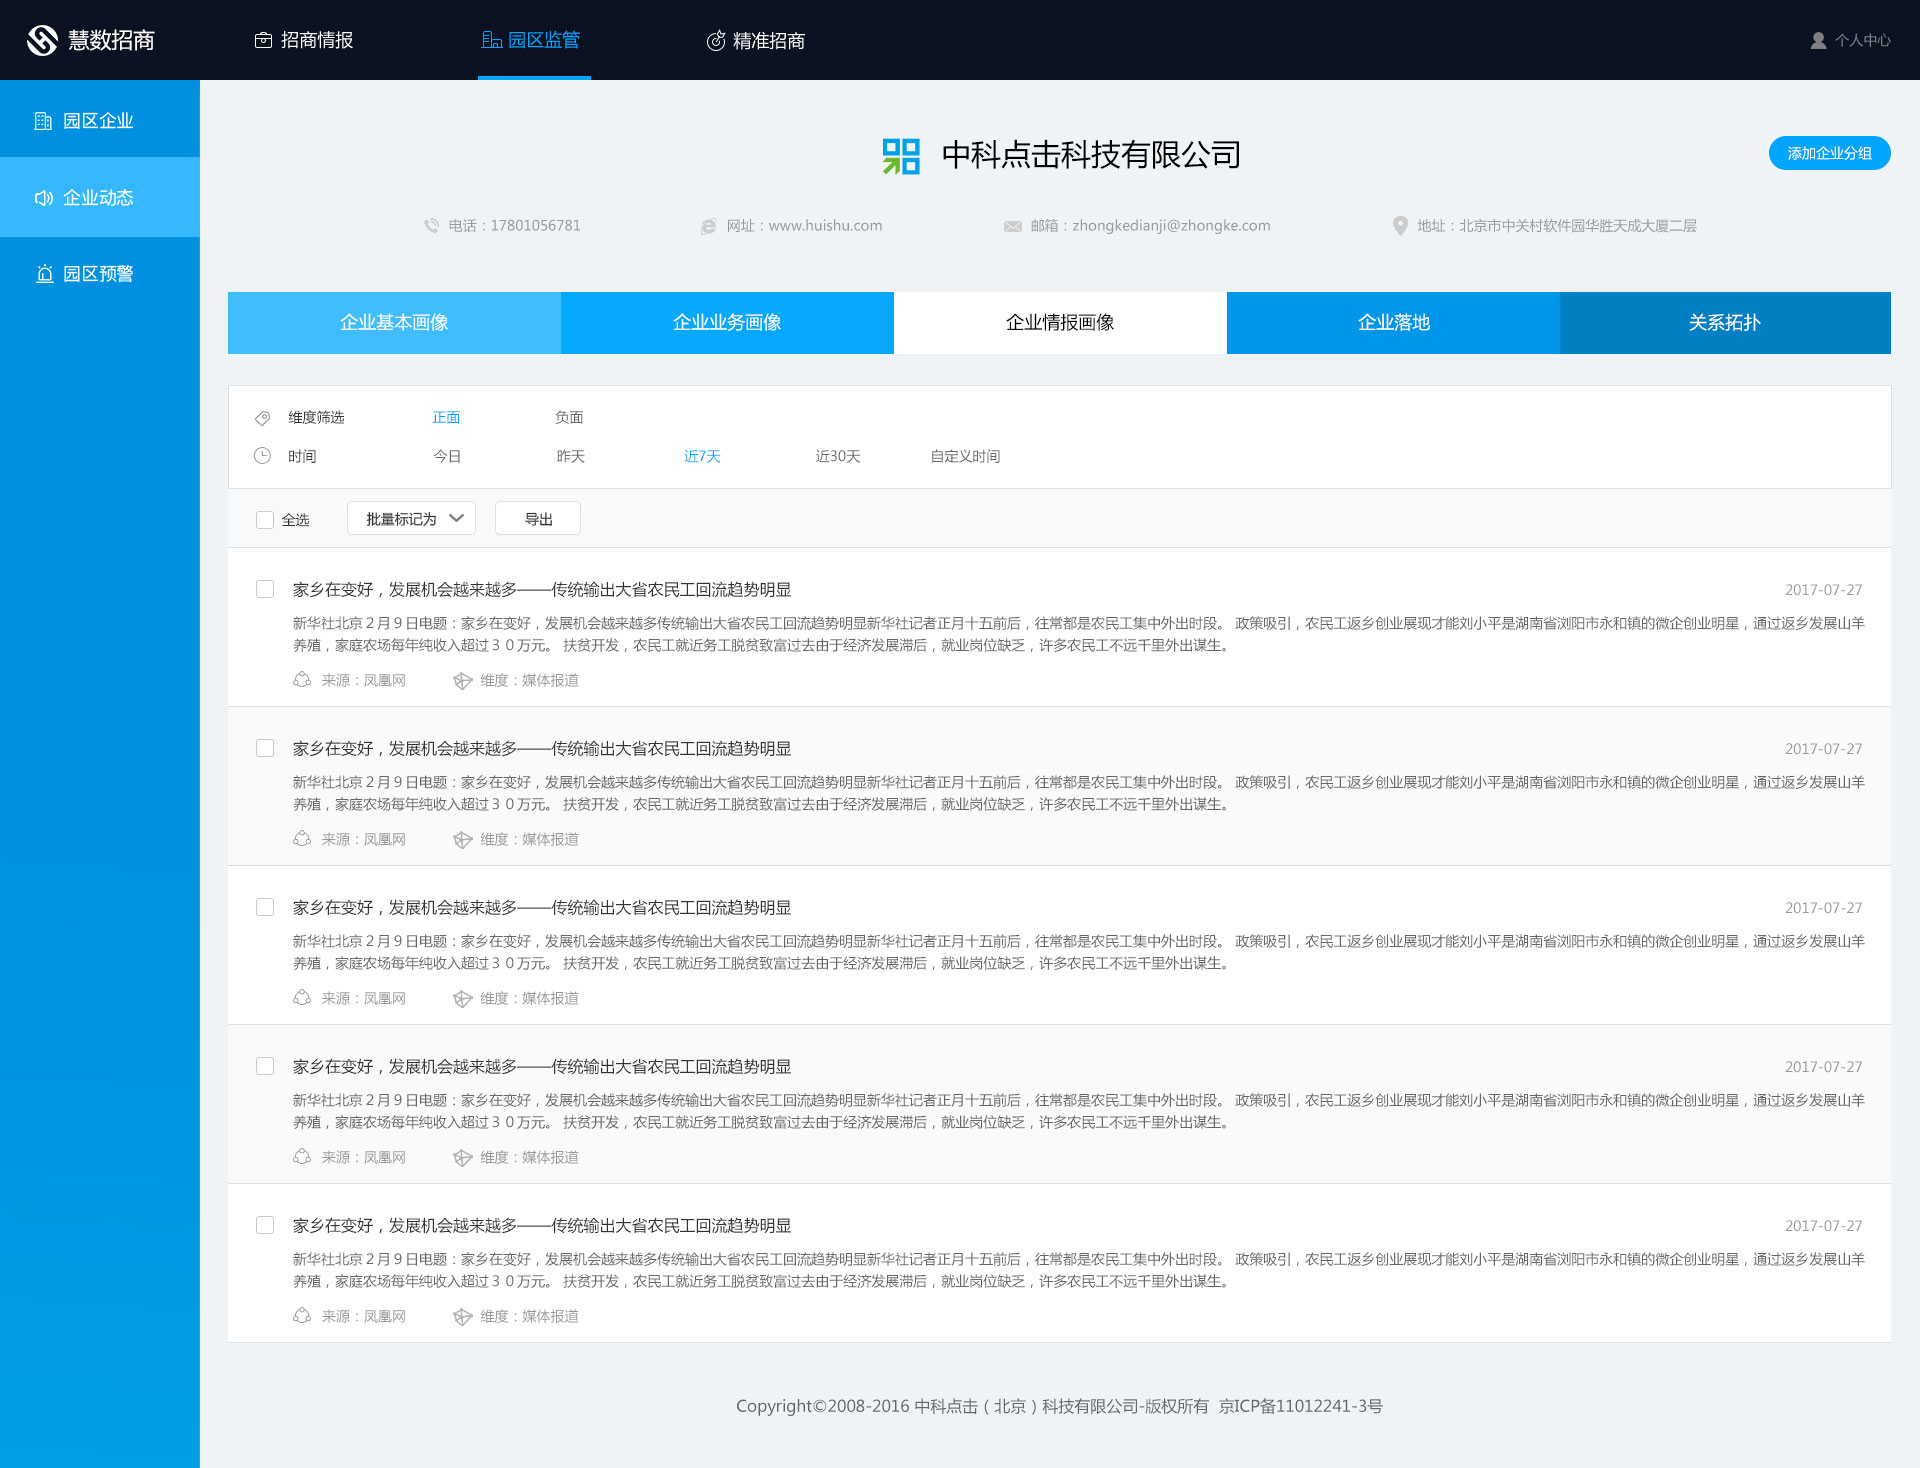 慧数招商
招商情报
园区监管
精准招商
个人中心
园区企业
企业动态
园区预警
中科点击科技有限公司
添加企业分组
电话：17801056781
网址：www.huishu.com
邮箱：zhongkedianji@zhongke.com
地址：北京市中关村软件园华胜天成大厦二层
企业基本画像
企业业务画像
企业情报画像
企业落地
关系拓扑
维度筛选 正面 负面
时间 今日 昨天 近7天 近30天 自定义时间
全选 批量标记为 导出
家乡在变好，发展机会越来越多——传统输出大省农民工回流趋势明显 2017-07-27
新华社北京２月９日电题：家乡在变好，发展机会越来越多传统输出大省农民工回流趋势明显新华社记者正月十五前后，往常都是农民工集中外出时段。 政策吸引，农民工返乡创业展现才能刘小平是湖南省浏阳市永和镇的微企创业明星，通过返乡发展山羊
养殖，家庭农场每年纯收入超过３０万元。 扶贫开发，农民工就近务工脱贫致富过去由于经济发展滞后，就业岗位缺乏，许多农民工不远千里外出谋生。
来源：凤凰网 维度：媒体报道
家乡在变好，发展机会越来越多——传统输出大省农民工回流趋势明显 2017-07-27
新华社北京２月９日电题：家乡在变好，发展机会越来越多传统输出大省农民工回流趋势明显新华社记者正月十五前后，往常都是农民工集中外出时段。 政策吸引，农民工返乡创业展现才能刘小平是湖南省浏阳市永和镇的微企创业明星，通过返乡发展山羊
养殖，家庭农场每年纯收入超过３０万元。 扶贫开发，农民工就近务工脱贫致富过去由于经济发展滞后，就业岗位缺乏，许多农民工不远千里外出谋生。
来源：凤凰网 维度：媒体报道
家乡在变好，发展机会越来越多——传统输出大省农民工回流趋势明显 2017-07-27
新华社北京２月９日电题：家乡在变好，发展机会越来越多传统输出大省农民工回流趋势明显新华社记者正月十五前后，往常都是农民工集中外出时段。 政策吸引，农民工返乡创业展现才能刘小平是湖南省浏阳市永和镇的微企创业明星，通过返乡发展山羊
养殖，家庭农场每年纯收入超过３０万元。 扶贫开发，农民工就近务工脱贫致富过去由于经济发展滞后，就业岗位缺乏，许多农民工不远千里外出谋生。
来源：凤凰网 维度：媒体报道
家乡在变好，发展机会越来越多——传统输出大省农民工回流趋势明显 2017-07-27
新华社北京２月９日电题：家乡在变好，发展机会越来越多传统输出大省农民工回流趋势明显新华社记者正月十五前后，往常都是农民工集中外出时段。 政策吸引，农民工返乡创业展现才能刘小平是湖南省浏阳市永和镇的微企创业明星，通过返乡发展山羊
养殖，家庭农场每年纯收入超过３０万元。 扶贫开发，农民工就近务工脱贫致富过去由于经济发展滞后，就业岗位缺乏，许多农民工不远千里外出谋生。
来源：凤凰网 维度：媒体报道
家乡在变好，发展机会越来越多——传统输出大省农民工回流趋势明显 2017-07-27
新华社北京２月９日电题：家乡在变好，发展机会越来越多传统输出大省农民工回流趋势明显新华社记者正月十五前后，往常都是农民工集中外出时段。 政策吸引，农民工返乡创业展现才能刘小平是湖南省浏阳市永和镇的微企创业明星，通过返乡发展山羊
养殖，家庭农场每年纯收入超过３０万元。 扶贫开发，农民工就近务工脱贫致富过去由于经济发展滞后，就业岗位缺乏，许多农民工不远千里外出谋生。
来源：凤凰网 维度：媒体报道
Copyright©2008-2016 中科点击（北京）科技有限公司-版权所有 京ICP备11012241-3号